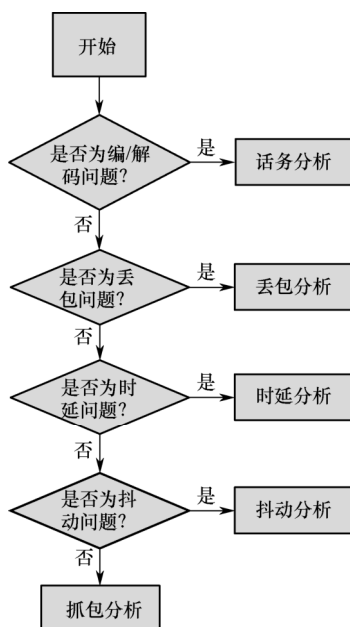 开始
是否为编/解
码问题?
是
话务分析
否
是否为丢
包问题?
是
丢包分析
否
是否为时
延问题?
是
时延分析
否
是否为抖
动问题?
是
抖动分析
否
抓包分析